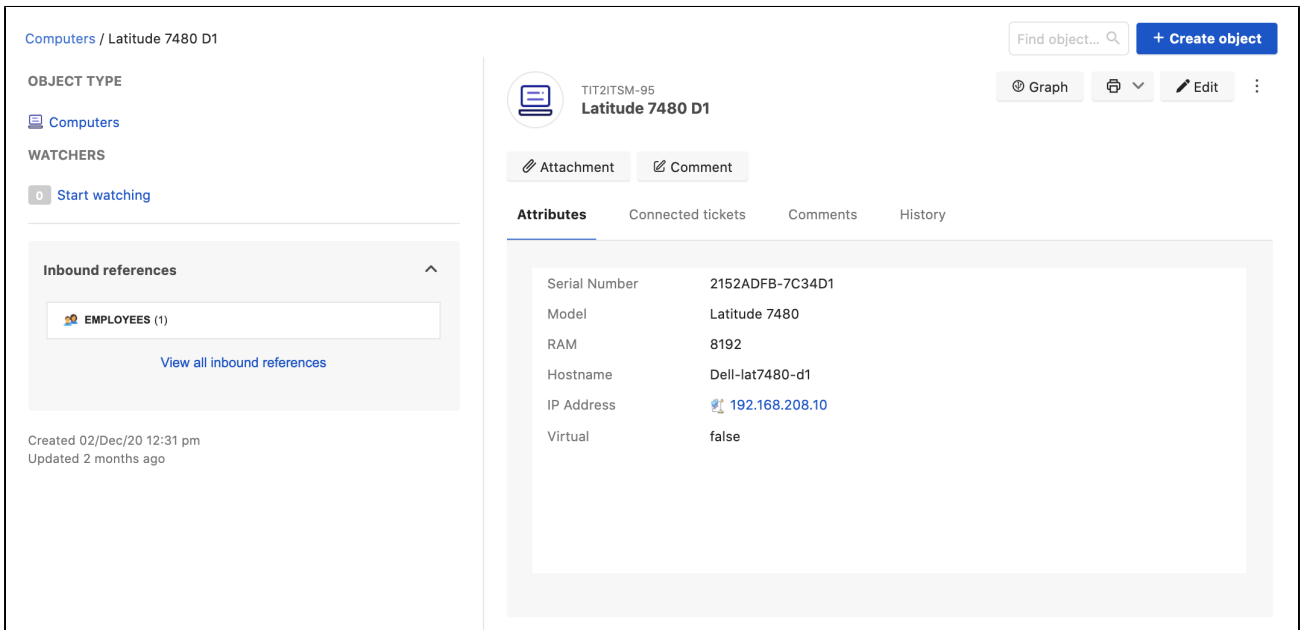 Computers / Latitude 7480 D1
Find object...
+ Create object
OBJECT TYPE
Computers
WATCHERS
0 Start watching
Inbound references
EMPLOYEES (1)
View all inbound references
Created 02/Dec/20 12:31 pm
Updated 2 months ago
TIT2ITSM-95
Latitude 7480 D1
Graph
Edit
Attachment
Comment
Attributes Connected tickets Comments History
Serial Number 2152ADFB-7C34D1
Model Latitude 7480
RAM 8192
Hostname Dell-lat7480-d1
IP Address 192.168.208.10
Virtual false